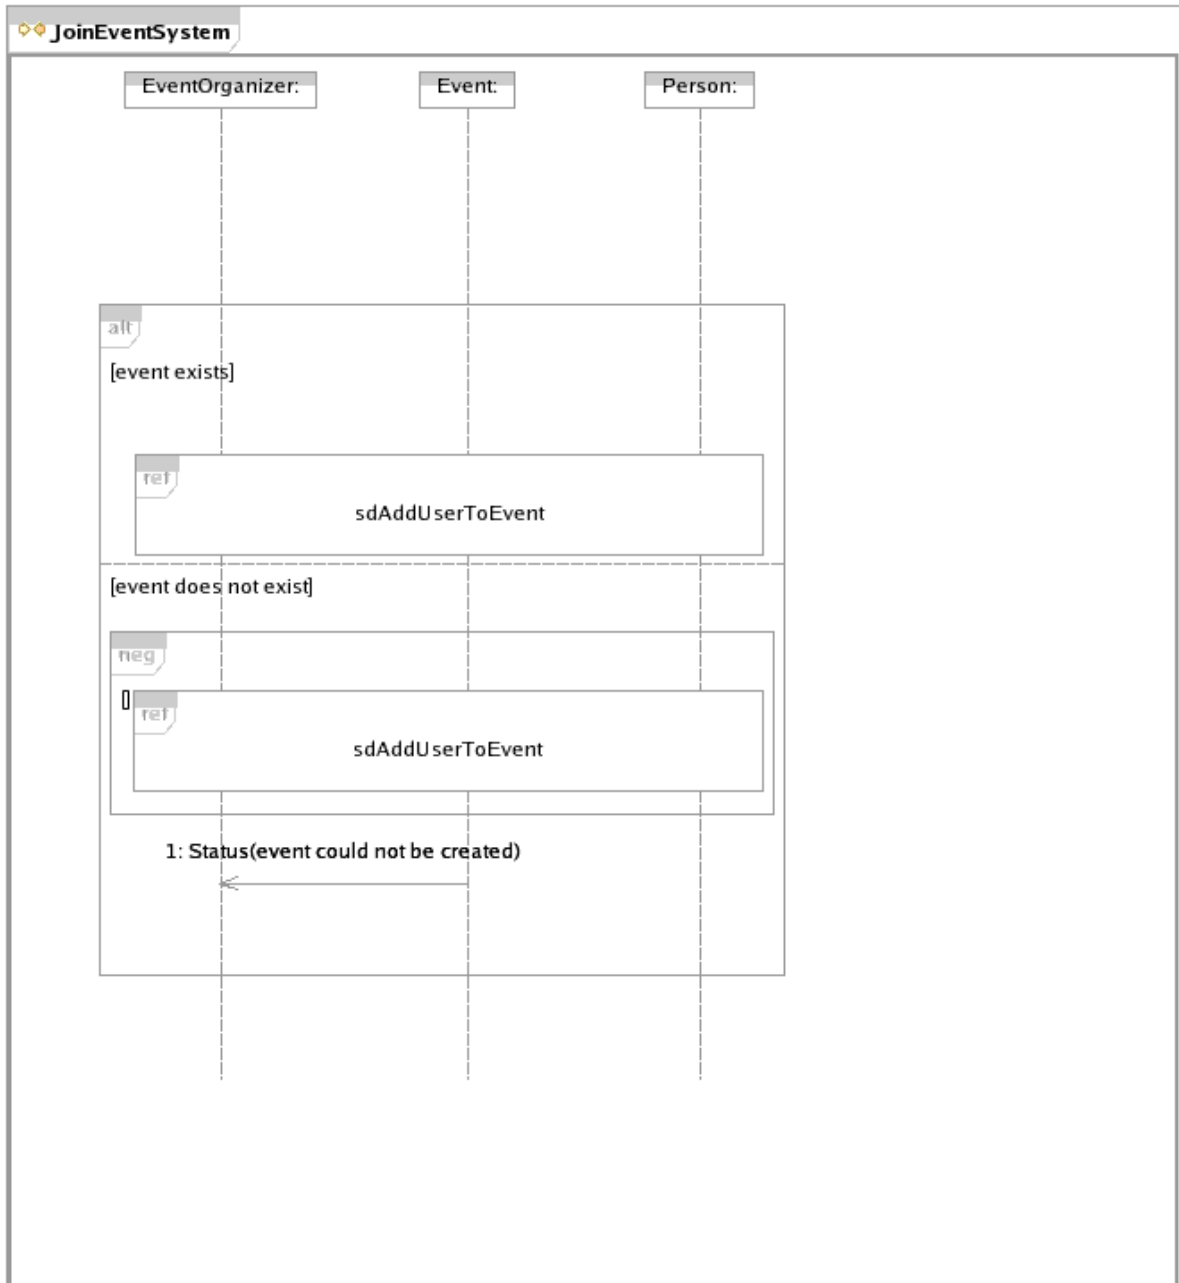 JoinEventSystem
EventOrganizer: Event: Person:
alt
[event exists]
ref
sdAddUserToEvent
[event does not exist]
neg
[]
ref
sdAddUserToEvent
1: Status(event could not be created)